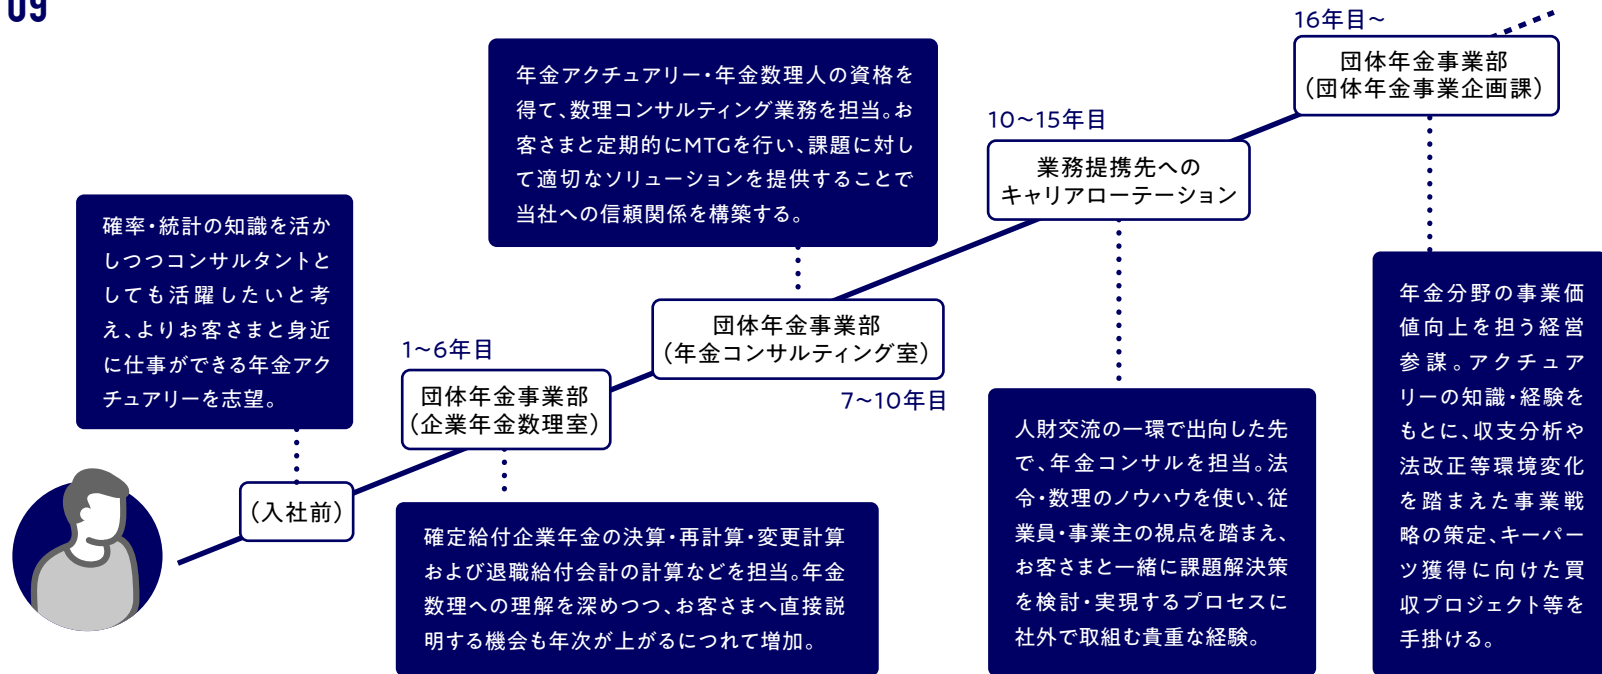 09
確率・統計の知識を活か
しつつコンサルタントと
しても活躍したいと考
え、よりお客さまと身近
に仕事ができる年金アク
チュアリーを志望。
（入社前）
1~6年目
団体年金事業部
（企業年金数理室）
確定給付企業年金の決算・再計算・変更計算
および退職給付会計の計算などを担当。年金
数理への理解を深めつつ、お客さまへ直接説
明する機会も年次が上がるにつれて増加。
年金アクチュアリー・年金数理人の資格を
得て、数理コンサルティング業務を担当。お
客さまと定期的にMTGを行い、課題に対し
て適切なソリューションを提供することで
当社への信頼関係を構築する。
団体年金事業部
（年金コンサルティング室）
7~10年目
10~15年目
業務提携先への
キャリアローテーション
人財交流の一環で出向した先
で、年金コンサルを担当。法
令・数理のノウハウを使い、従
業員・事業主の視点を踏まえ、
お客さまと一緒に課題解決策
を検討・実現するプロセスに
社外で取組む貴重な経験。
16年目~
団体年金事業部
（団体年金事業企画課）
年金分野の事業価
値向上を担う経営
参謀。アクチュア
リーの知識・経験を
もとに、収支分析や
法改正等環境変化
を踏まえた事業戦
略の策定、キーパー
ツ獲得に向けた買
収プロジェクト等を
手掛ける。